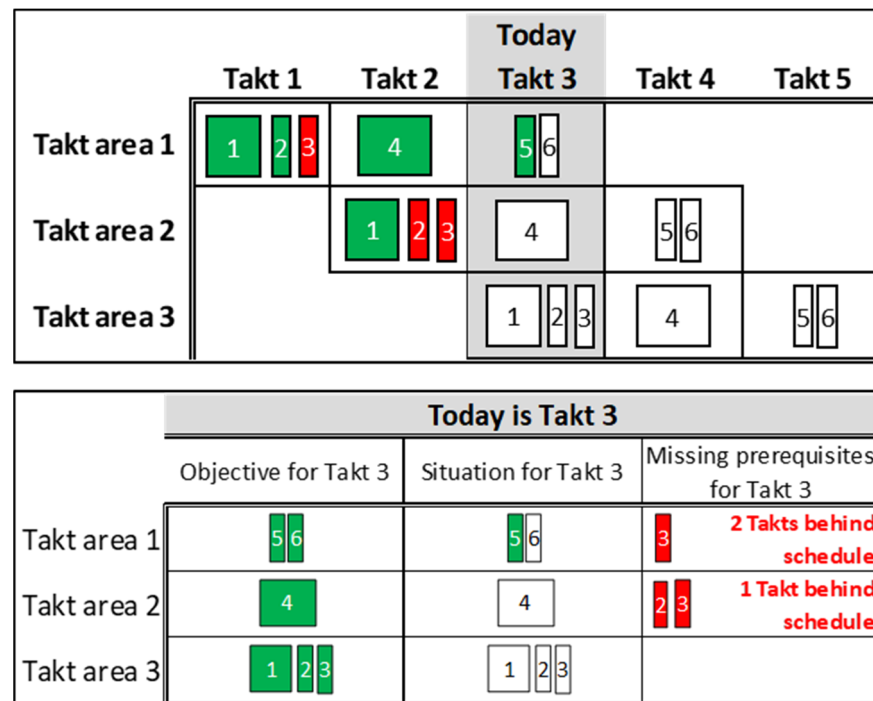 Today
Takt 1 Takt 2 Takt 3 Takt 4 Takt 5
Takt area 1 1 2 3 4 5 6
Takt area 2 1 2 3 4 5 6
Takt area 3 1 2 3 4 5 6
Today is Takt 3
Objective for Takt 3 Situation for Takt 3 Missing prerequisites
for Takt 3
Takt area 1 5 6 5 6 3 2 Takts behind
schedule
Takt area 2 4 4 2 3 1 Takt behind
schedule
Takt area 3 1 2 3 1 2 3